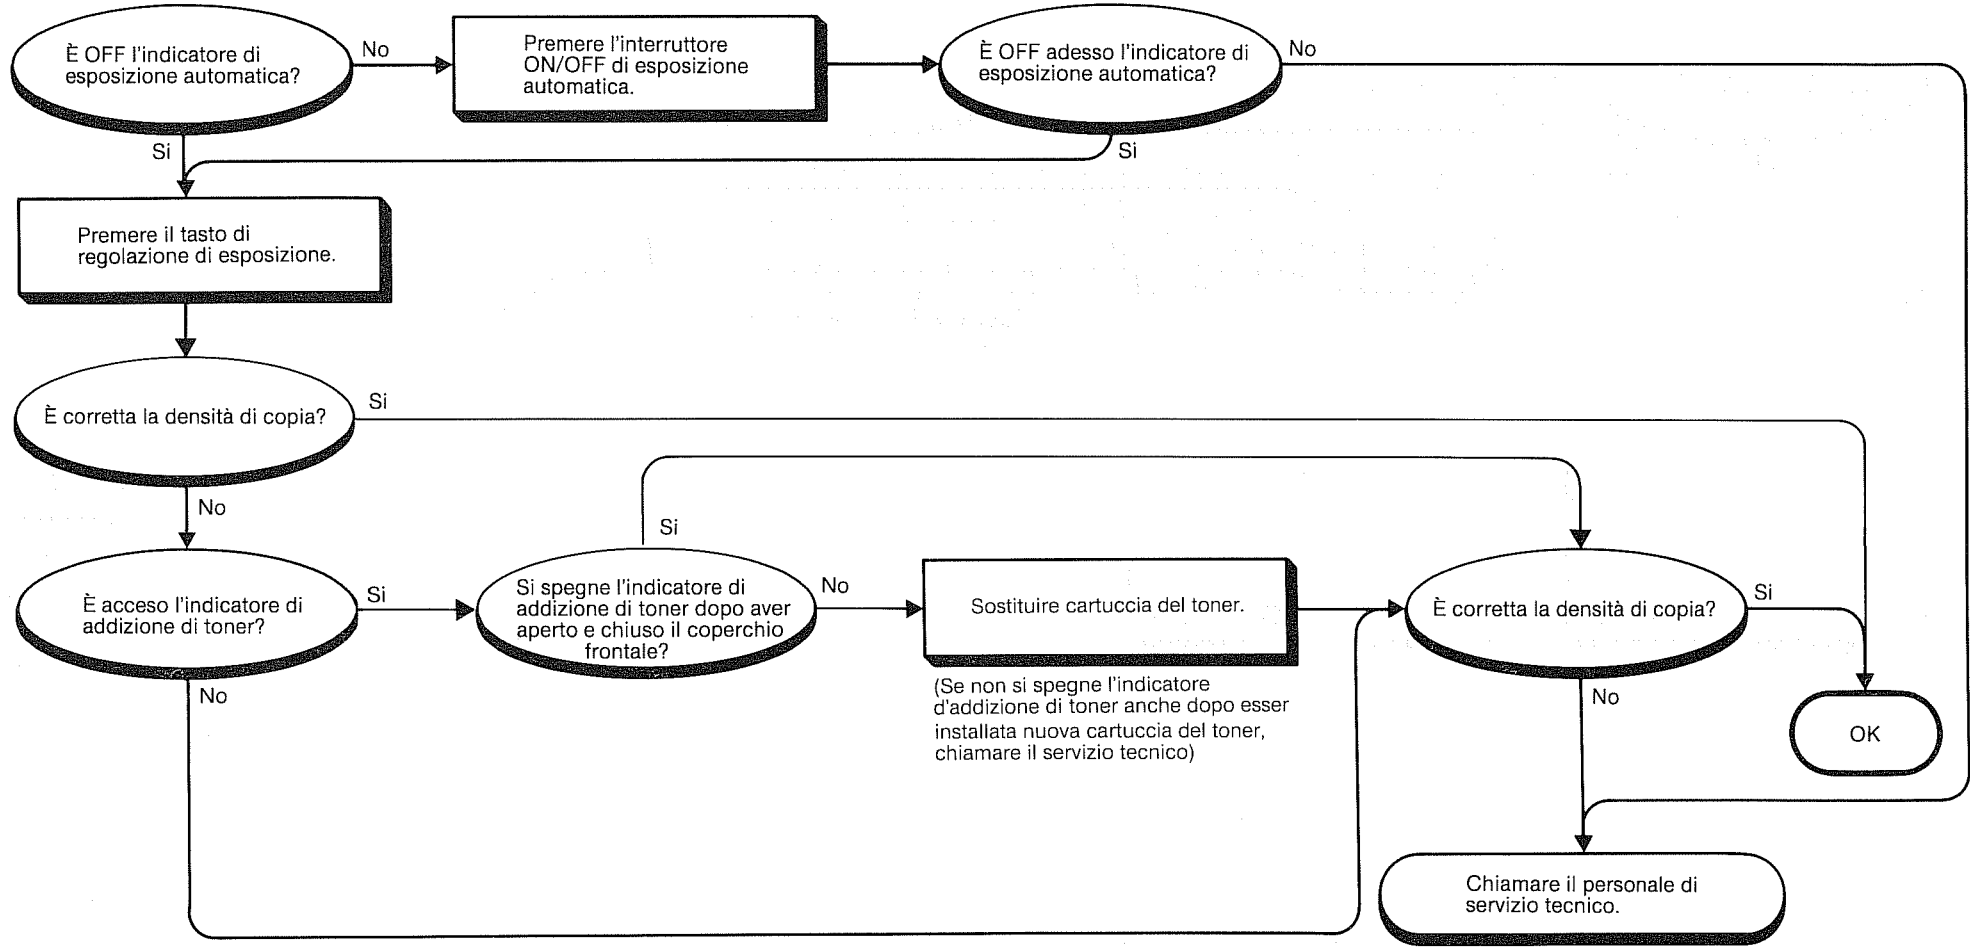 È OFF l'indicatore di
esposizione automatica?
No
Premere l'interruttore
ON/OFF di esposizione
automatica.
È OFF adesso l'indicatore di
esposizione automatica?
No
Si
Si
Premere il tasto di
regolazione di esposizione.
È corretta la densità di copia?
Si
No
Si
È acceso l'indicatore di
addizione di toner?
Si
Si spegne l'indicatore di
addizione di toner dopo aver
aperto e chiuso il coperchio
frontale?
No
Sostituire cartuccia del toner.
(Se non si spegne l'indicatore
d'addizione di toner anche dopo esser
installata nuova cartuccia del toner,
chiamare il servizio tecnico)
È corretta la densità di copia?
Si
No
No
OK
Chiamare il personale di
servizio tecnico.